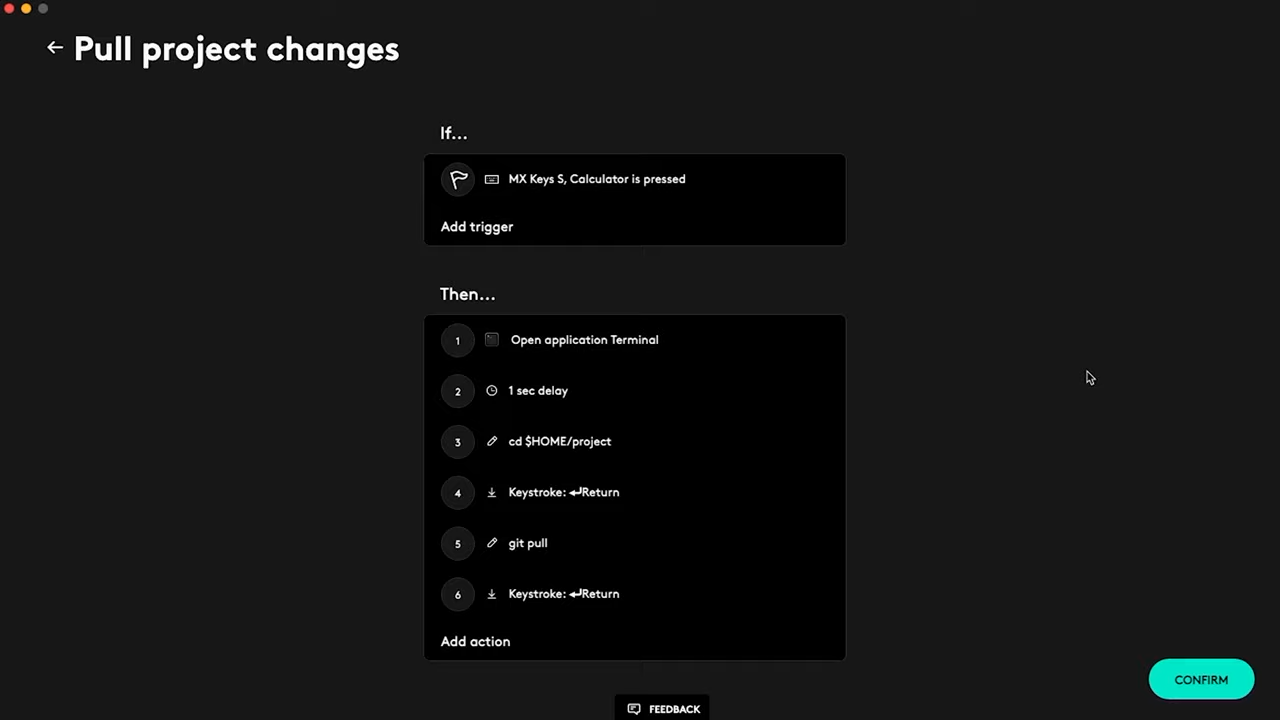 Pull project changes
If...
MX Keys S, Calculator is pressed
Add trigger
Then...
1 Open application Terminal
2 1 sec delay
3 cd $HOME/project
4 Keystroke: ↵Return
5 git pull
6 Keystroke: ↵Return
Add action
CONFIRM
FEEDBACK